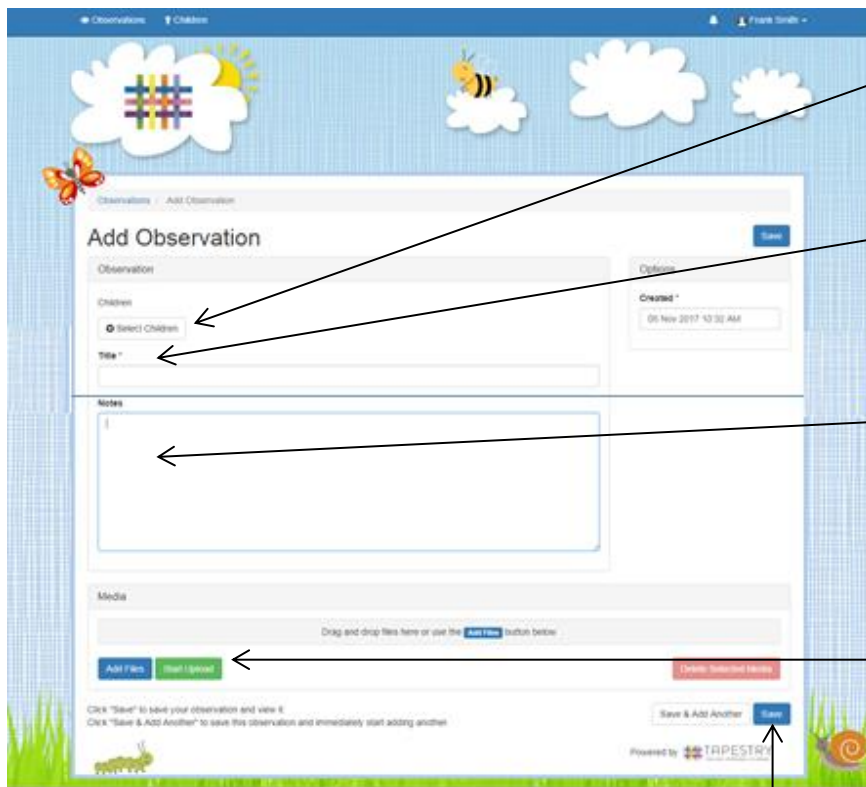 Observations Children Frank Smith
Observations / Add Observation
Add Observation
Save
Observation
Options
Children
Created *
Select Children
06 Nov 2017 10:32 AM
Title *
Notes
Media
Drag and drop files here or use the Add Files button below
Add Files Start Upload Delete Selected Media
Click "Save" to save your observation and view it
Click "Save & Add Another" to save this observation and immediately start adding another
Save & Add Another Save
Powered by TAPESTRY